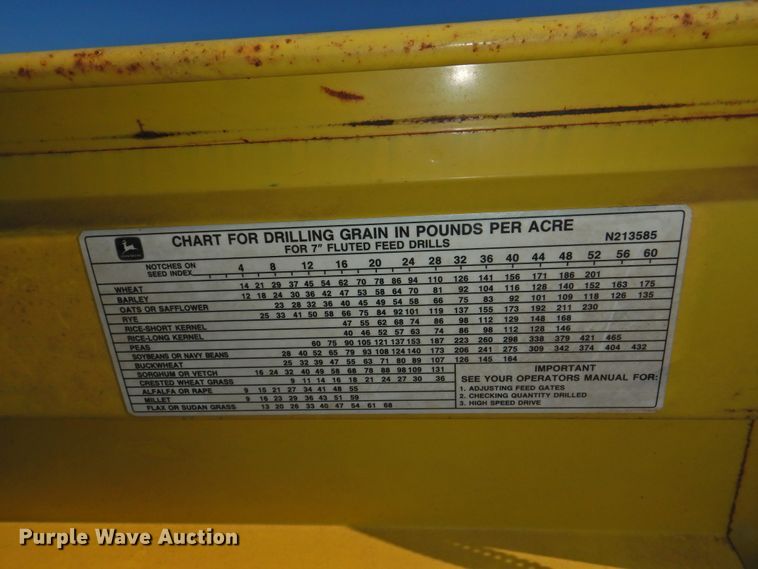 CHART FOR DRILLING GRAIN IN POUNDS PER ACRE
FOR 7" FLUTED FEED DRILLS
N213585
NOTCHES ON
SEED INDEX 4 8 12 16 20 24 28 32 36 40 44 48 52 56 60
WHEAT 14 21 29 37 45 54 62 70 78 86 94 110 126 141 156 171 186 201
BARLEY 12 18 24 30 36 42 47 53 58 64 70 81 92 104 116 128 140 152 163 175
OATS OR SAFFLOWER 23 28 32 36 40 45 49 54 58 66 75 83 92 101 109 118 126 135
RYE 25 33 41 50 58 66 75 84 92 101 119 137 155 173 192 211 230
RICE-SHORT KERNEL 47 55 62 68 74 86 98 112 129 148 168
RICE-LONG KERNEL 40 46 52 57 63 74 86 98 112 128 146
PEAS 60 75 90 105 121 137 153 187 223 260 298 338 379 421 465
SOYBEANS OR NAVY BEANS 28 40 52 65 79 93 108 124 140 173 206 241 275 309 342 374 404 432
BUCKWHEAT 25 32 39 47 55 63 71 80 89 107 126 145 164
SORGHUM OR VETCH 16 24 32 40 49 58 68 78 88 98 109 131
CRESTED WHEAT GRASS 9 11 14 16 18 21 24 27 30 36
ALFALFA OR RAPE 9 15 21 27 34 41 48 55
MILLET 9 16 23 29 36 43 51 59
FLAX OR SUDAN GRASS 13 20 26 33 40 47 54 61 68
IMPORTANT
SEE YOUR OPERATORS MANUAL FOR:
1. ADJUSTING FEED GATES
2. CHECKING QUANTITY DRILLED
3. HIGH SPEED DRIVE
Purple Wave Auction